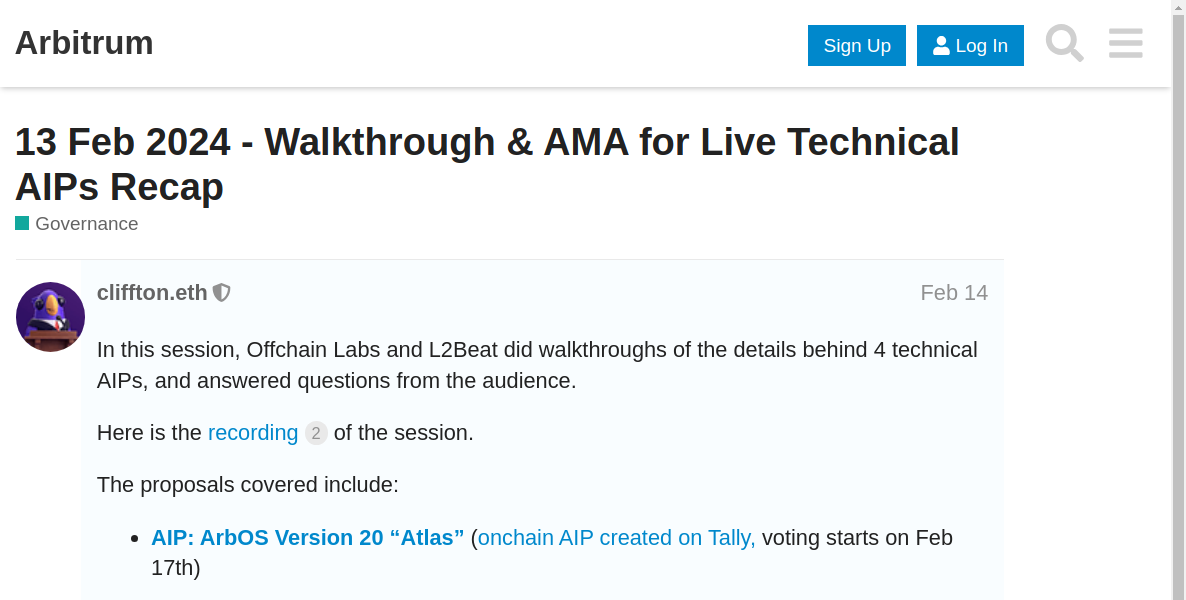 Arbitrum
Sign Up
Log In
13 Feb 2024 - Walkthrough & AMA for Live Technical
AIPs Recap
Governance
cliffton.eth
Feb 14
In this session, Offchain Labs and L2Beat did walkthroughs of the details behind 4 technical
AIPs, and answered questions from the audience.
Here is the recording 2 of the session.
The proposals covered include:
• AIP: ArbOS Version 20 “Atlas” (onchain AIP created on Tally, voting starts on Feb
17th)